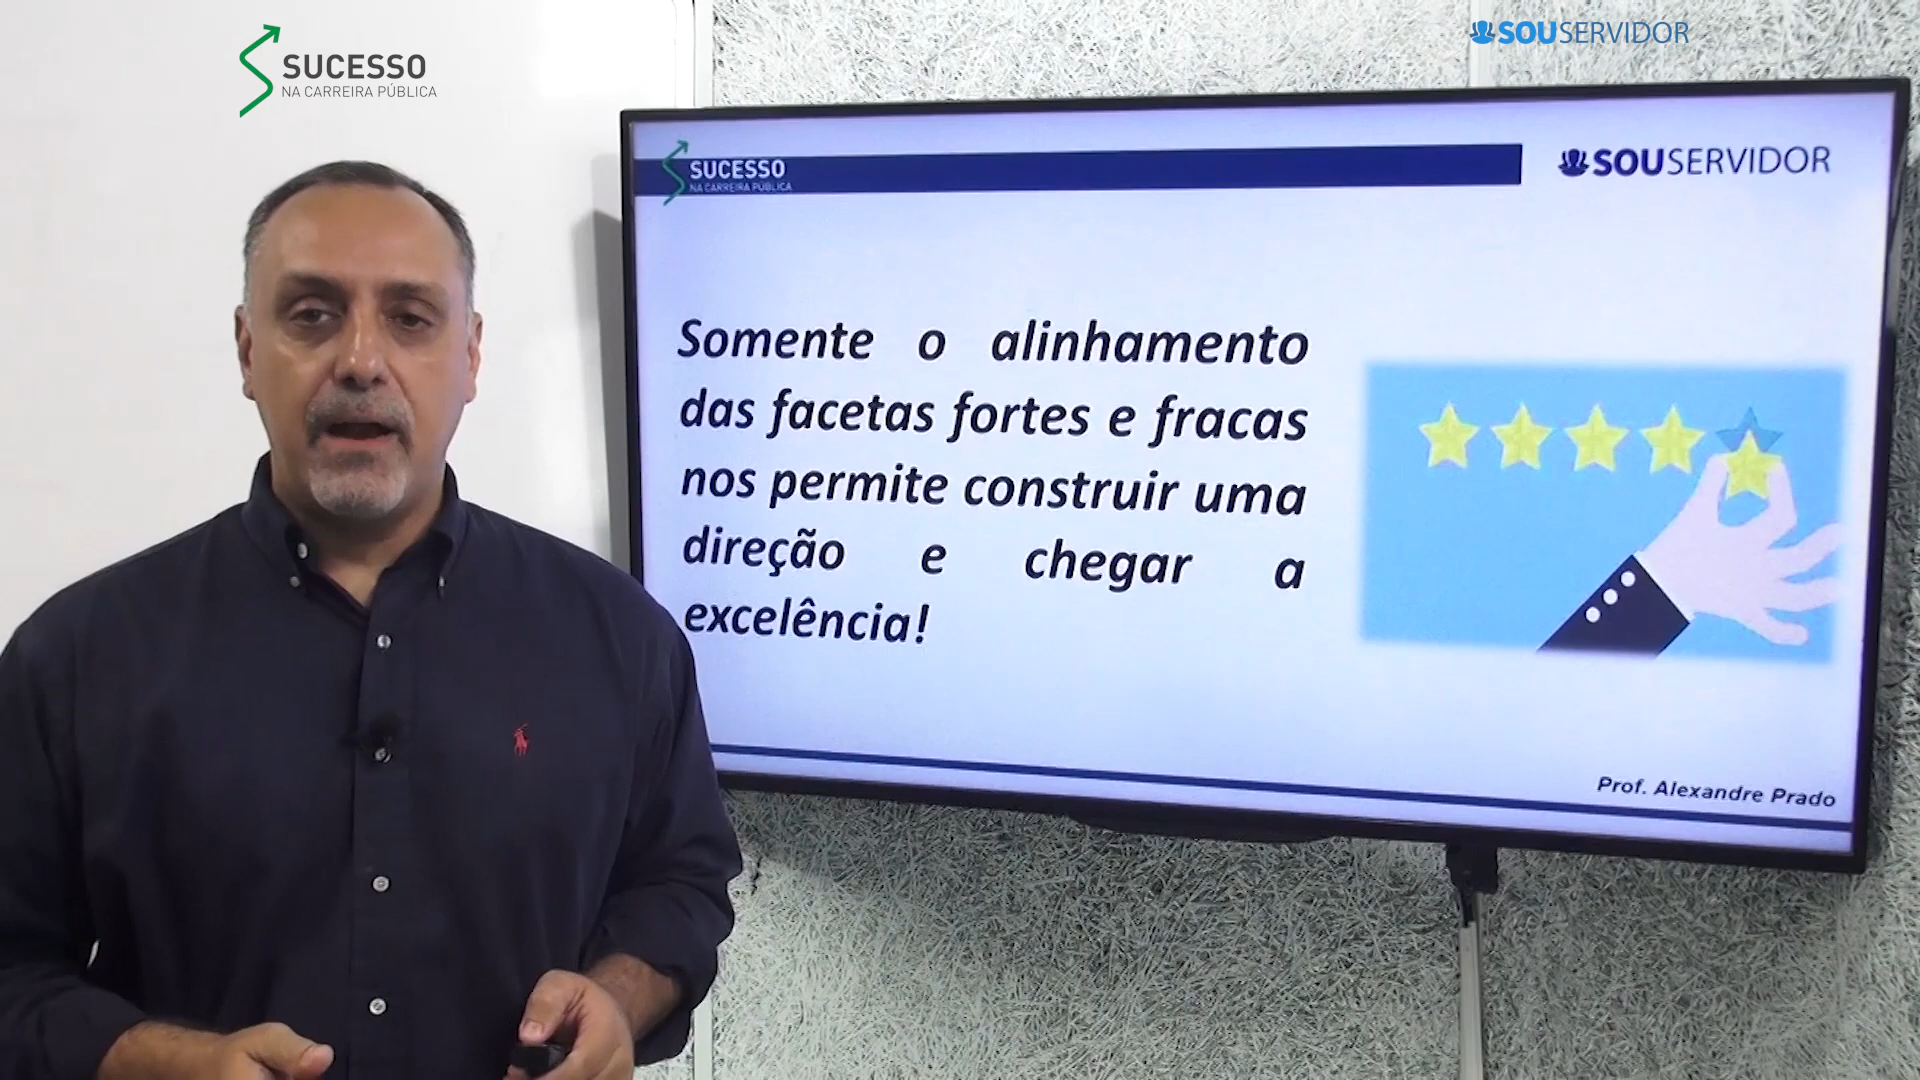 SUCESSO
NA CARREIRA PÚBLICA
SOUSERVIDOR
SUCESSO
NA CARREIRA PÚBLICA
SOUSERVIDOR
Somente o alinhamento
das facetas fortes e fracas
nos permite construir uma
direção e chegar a
excelência!
Prof. Alexandre Prado